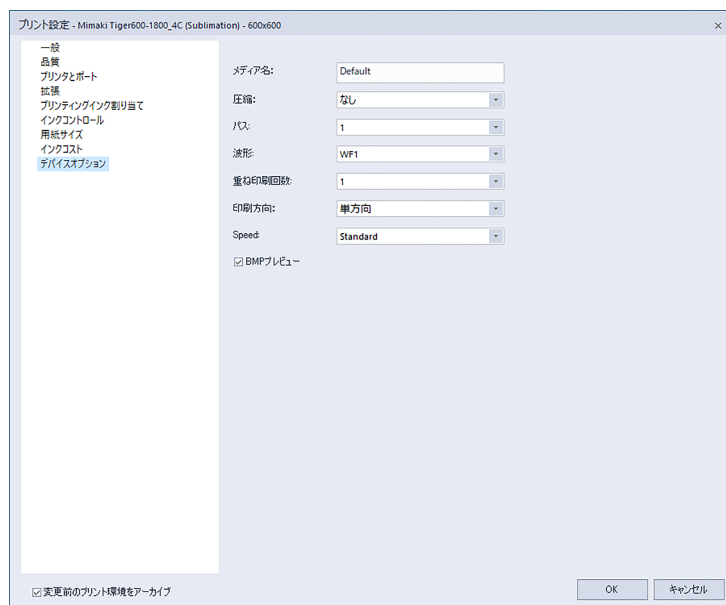 プリント設定 - Mimaki Tiger600-1800_4C (Sublimation) - 600x600
一般
品質
プリンタとポート
拡張
プリンティングインク割り当て
インクコントロール
用紙サイズ
インクコスト
デバイスオプション
メディア名: Default
圧縮: なし
パス: 1
波形: WF1
重ね印刷回数: 1
印刷方向: 単方向
Speed: Standard
BMPプレビュー
変更前のプリント環境をアーカイブ
OK キャンセル